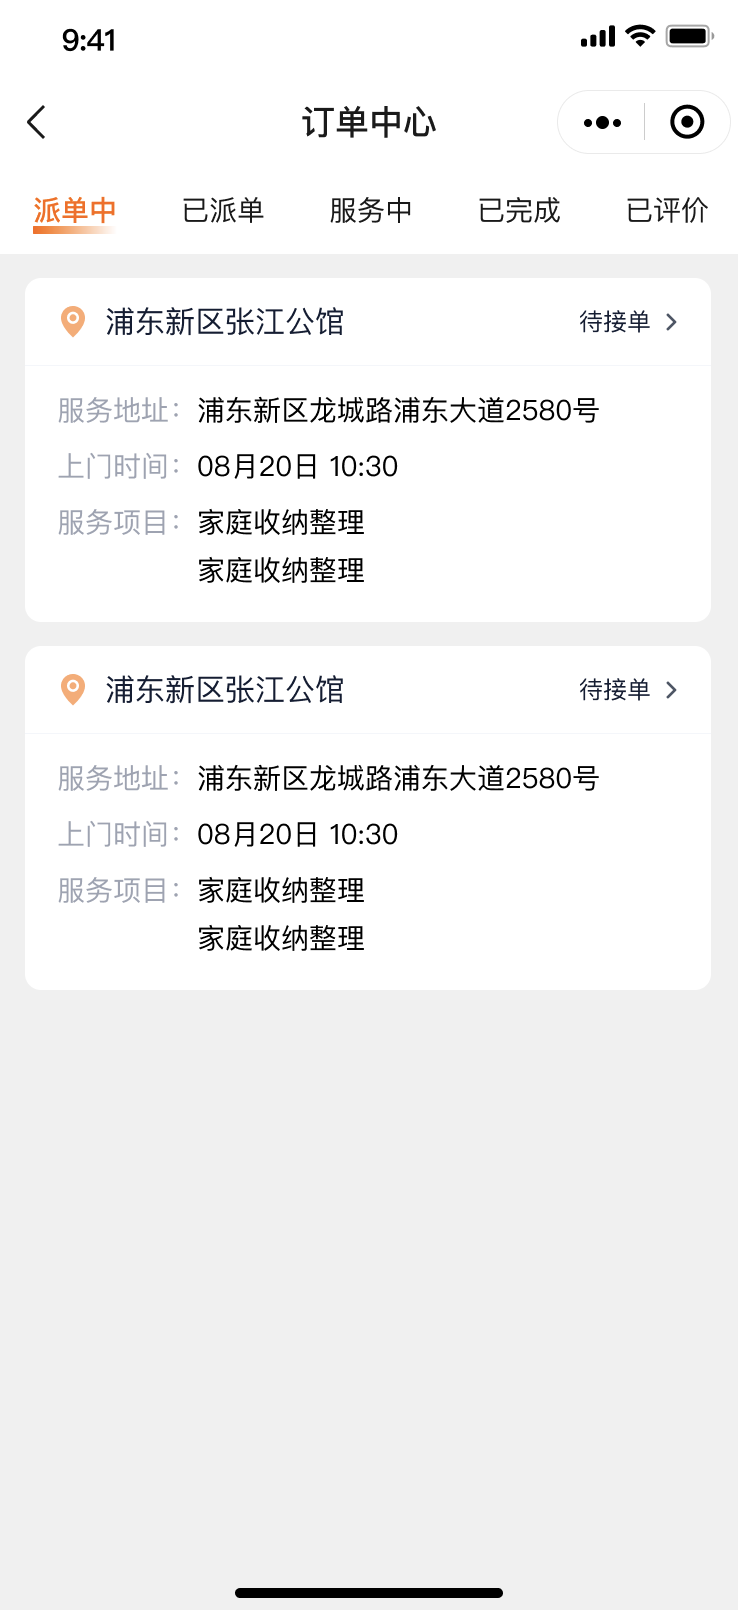 9:41
订单中心
派单中 已派单 服务中 已完成 已评价
浦东新区张江公馆 待接单
服务地址： 浦东新区龙城路浦东大道2580号
上门时间： 08月20日 10:30
服务项目： 家庭收纳整理
家庭收纳整理
浦东新区张江公馆 待接单
服务地址： 浦东新区龙城路浦东大道2580号
上门时间： 08月20日 10:30
服务项目： 家庭收纳整理
家庭收纳整理